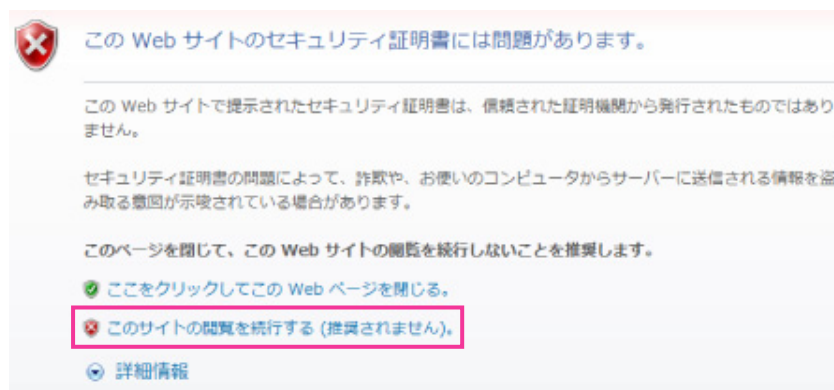 この Web サイトのセキュリティ証明書には問題があります。
この Web サイトで提示されたセキュリティ証明書は、信頼された証明機関から発行されたものではあり
ません。
セキュリティ証明書の問題によって、詐欺や、お使いのコンピュータからサーバーに送信される情報を盗
み取る意図が示唆されている場合があります。
このページを閉じて、この Web サイトの閲覧を続行しないことを推奨します。
ここをクリックしてこの Web ページを閉じる。
このサイトの閲覧を続行する (推奨されません)。
詳細情報